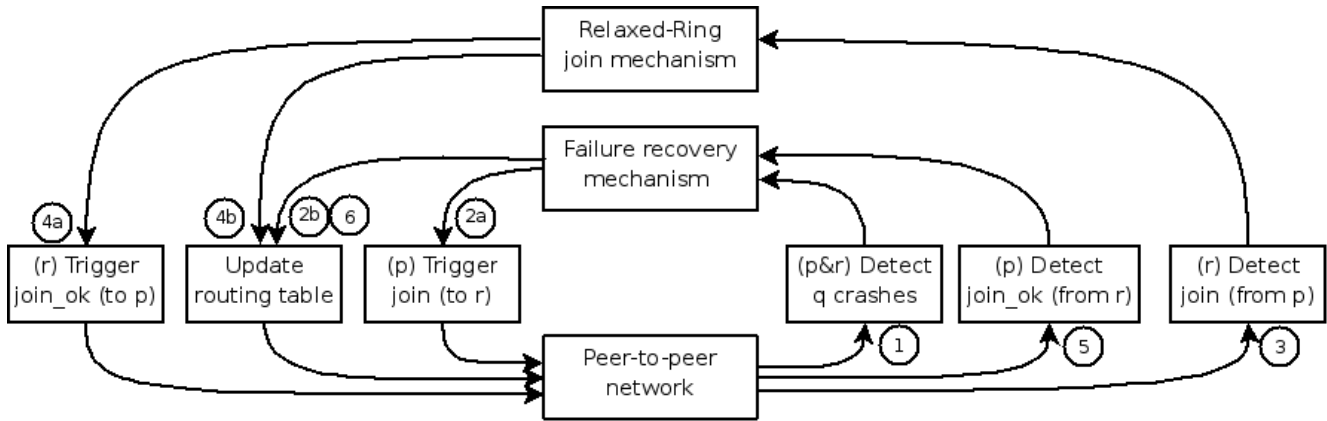 Relaxed-Ring
join mechanism
Failure recovery
mechanism
4a
4b
2b
6
2a
(r) Trigger
join_ok (to p)
Update
routing table
(p) Trigger
join (to r)
(p&r) Detect
q crashes
(p) Detect
join_ok (from r)
(r) Detect
join (from p)
1
5
3
Peer-to-peer
network